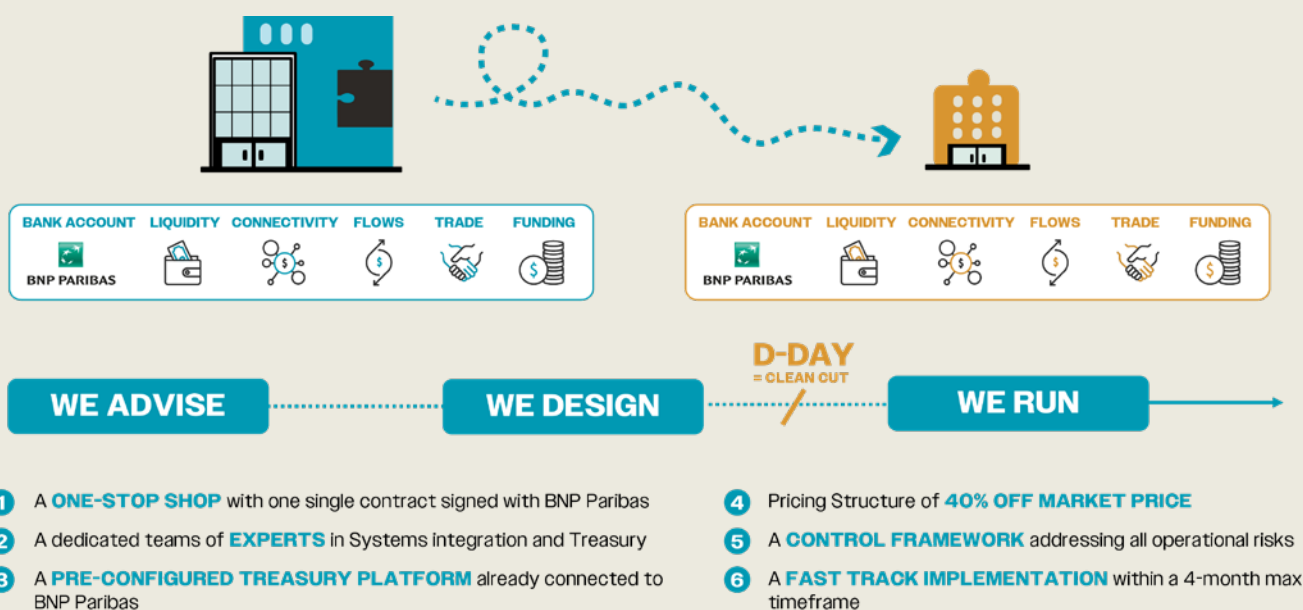 BANK ACCOUNT LIQUIDITY CONNECTIVITY FLOWS TRADE FUNDING
$ $ $
BNP PARIBAS
BANK ACCOUNT LIQUIDITY CONNECTIVITY FLOWS TRADE FUNDING
$ $ $
BNP PARIBAS
D-DAY
= CLEAN CUT
WE ADVISE
WE DESIGN
WE RUN
1 A ONE-STOP SHOP with one single contract signed with BNP Paribas
2 A dedicated teams of EXPERTS in Systems integration and Treasury
3 A PRE-CONFIGURED TREASURY PLATFORM already connected to
BNP Paribas
4 Pricing Structure of 40% OFF MARKET PRICE
5 A CONTROL FRAMEWORK addressing all operational risks
6 A FAST TRACK IMPLEMENTATION within a 4-month max
timeframe